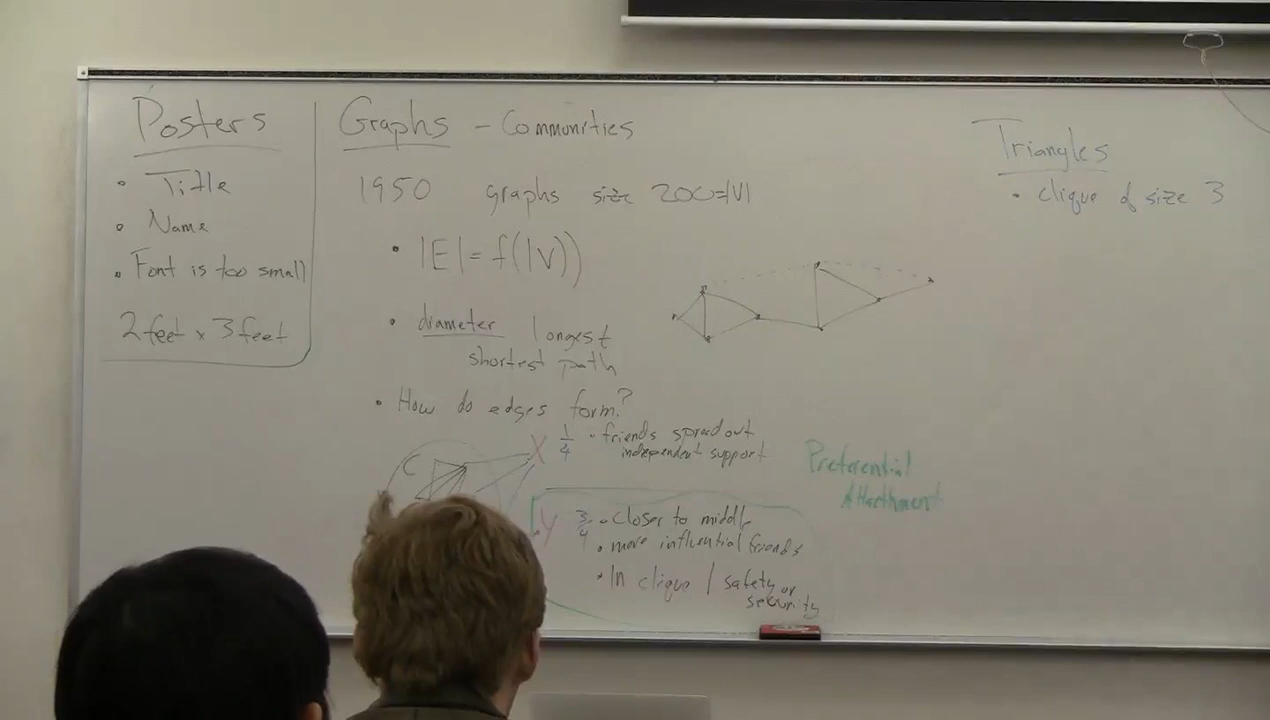 Posters
• Title
• Name
• Font is too small
2 feet x 3 feet
Graphs - Communities
1950 graphs size 200=|V|
• |E| = f(|V|)
• diameter longest
shortest path
• How do edges form?
C
X 1/4 • friends spread out
independent support
Y 3/4 • closer to middle
• more influential friends
• In clique / safety or
security
Preferential
Attachment
Triangles
• clique of size 3